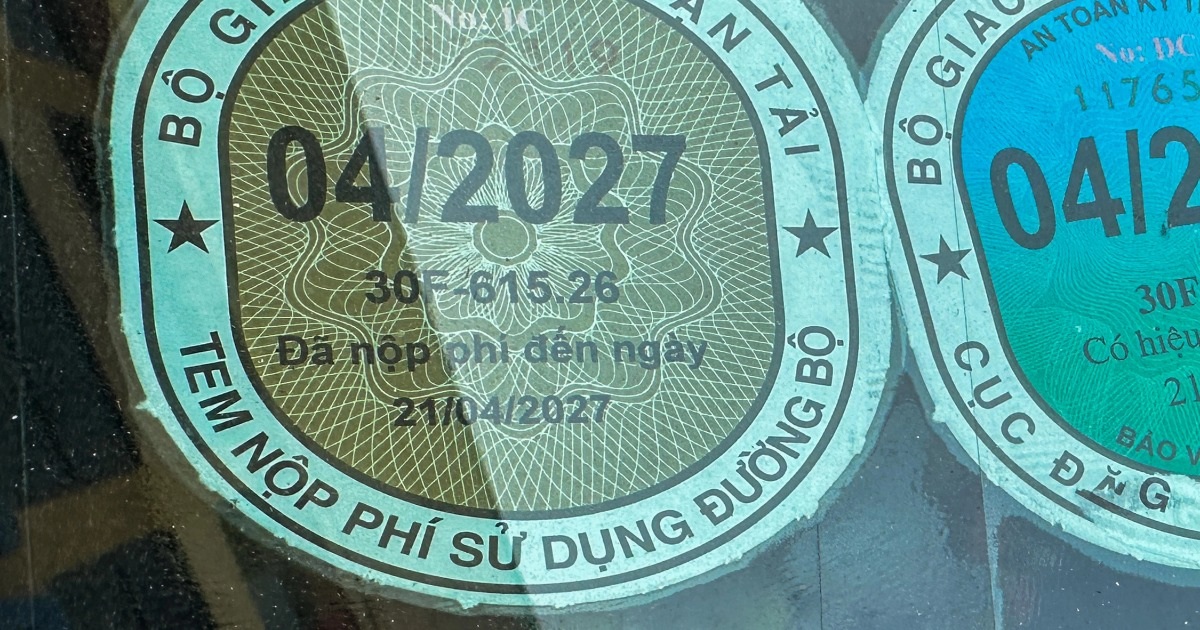 BỘ GI
ẬN TẢI
No: 1C
04/2027
30F-615.26
Đã nộp phí đến ngày
21/04/2027
TEM NỘP PHÍ SỬ DỤNG ĐƯỜNG BỘ
BỘ GIAO
AN TOÀN KỸ T
No: DC
11765
04/2
30F
Có hiệu
21
BẢO V
CỤC ĐĂNG